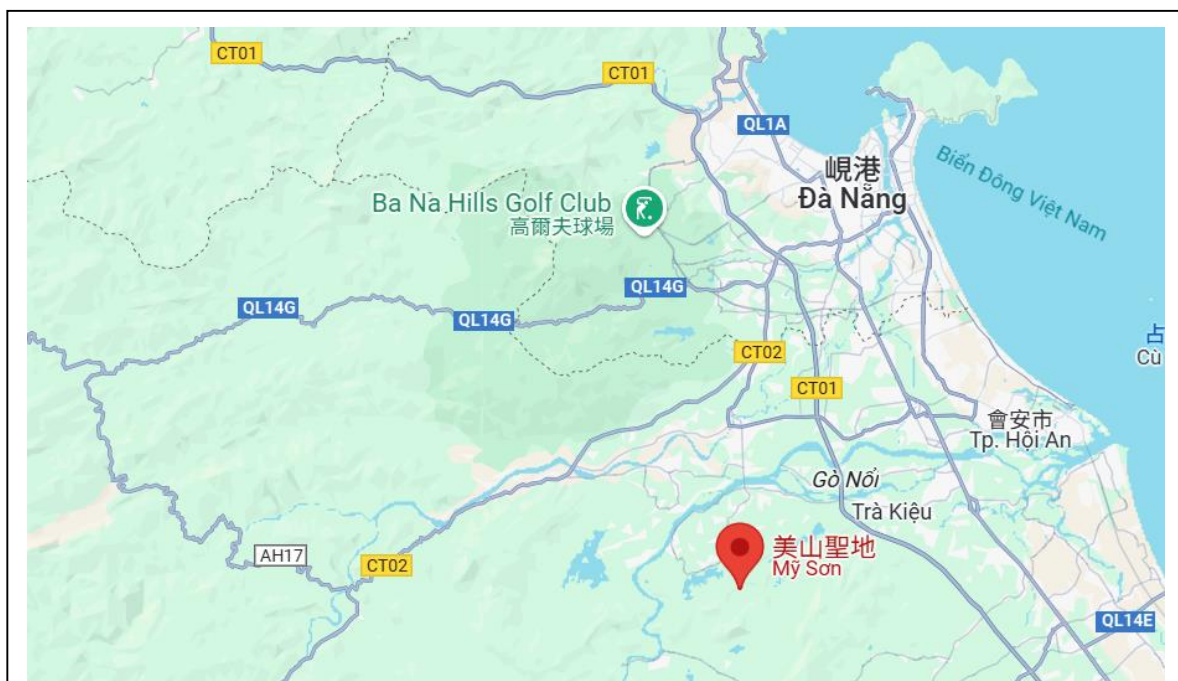 CT01
CT01
QL1A
峴港
Đà Nẵng
Biển Đông Việt Nam
Ba Na Hills Golf Club
高爾夫球場
QL14G
QL14G
QL14G
占
Cù
CT02
CT01
會安市
Tp. Hội An
Gò Nổi
Trà Kiệu
美山聖地
Mỹ Sơn
AH17
CT02
QL14E